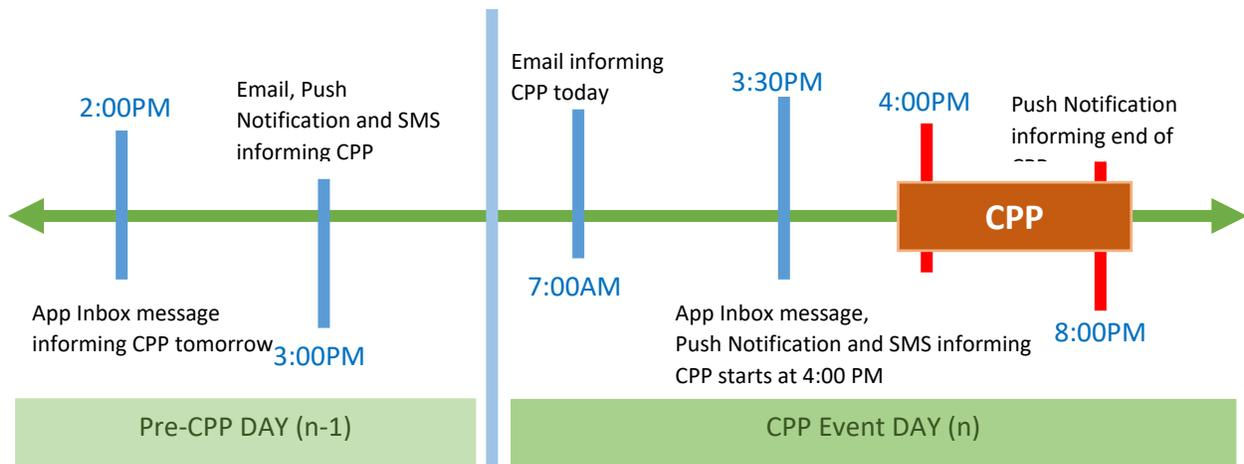 2:00PM
App Inbox message
informing CPP tomorrow
Email, Push
Notification and SMS
informing CPP
3:00PM
Email informing
CPP today
7:00AM
3:30PM
App Inbox message,
Push Notification and SMS informing
CPP starts at 4:00 PM
4:00PM
CPP
Push Notification
informing end of
8:00PM
Pre-CPP DAY (n-1)
CPP Event DAY (n)